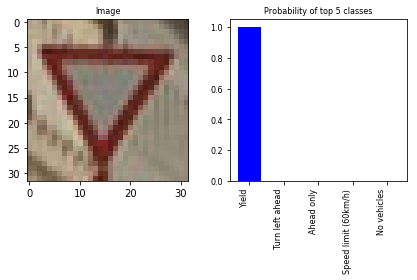 Image
0
5
10
15
20
25
30
0
10
20
30
Probability of top 5 classes
1.0
0.8
0.6
0.4
0.2
0.0
Yield
Turn left ahead
Ahead only
Speed limit (60km/h)
No vehicles